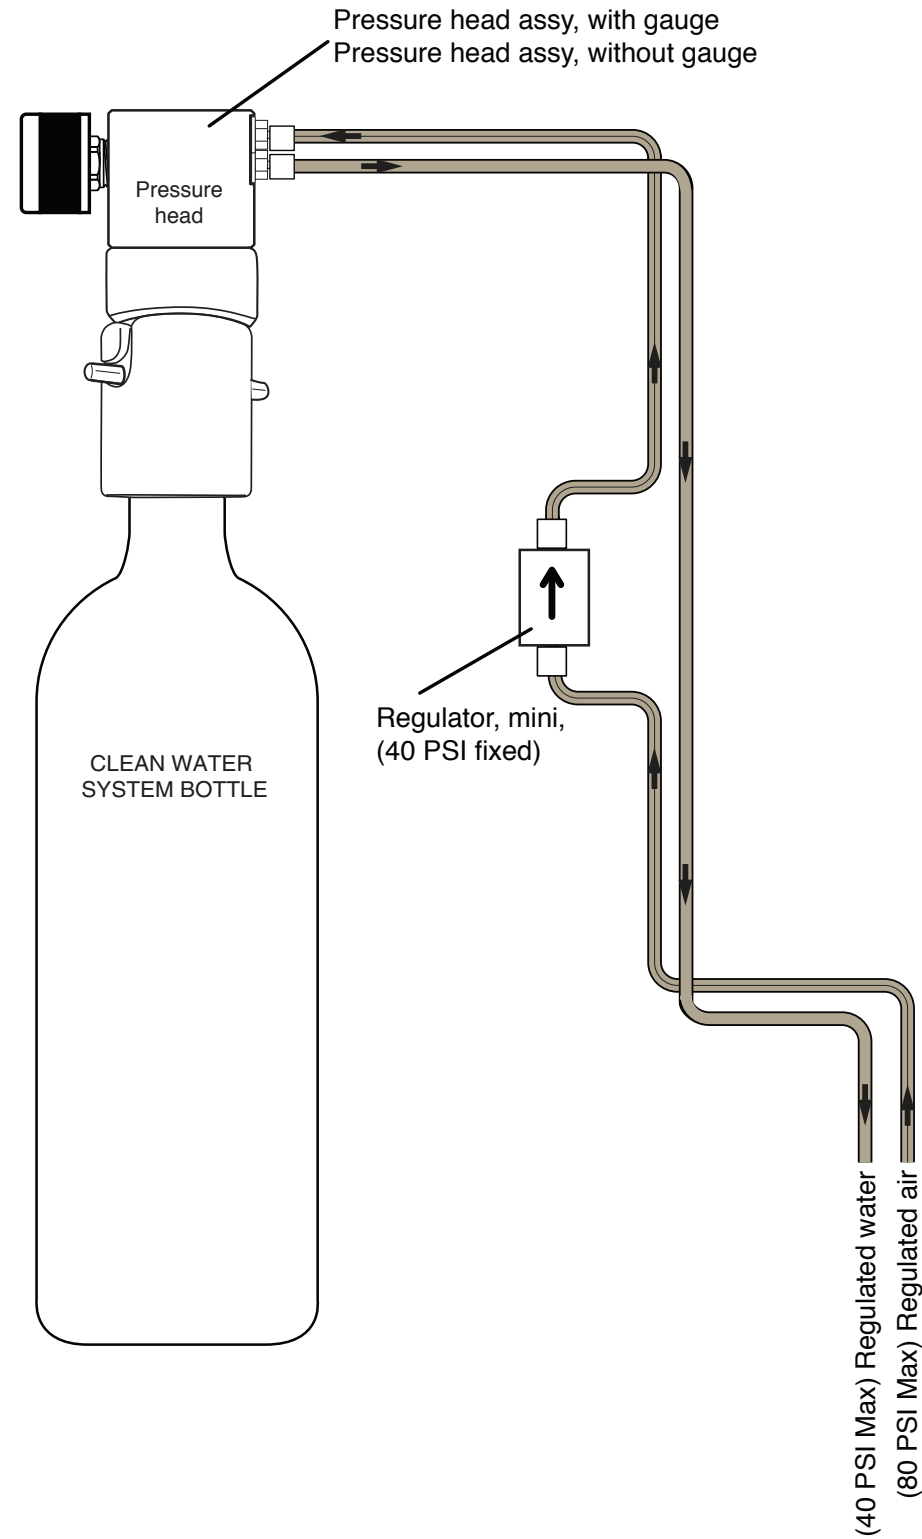 Pressure head assy, with gauge
Pressure head assy, without gauge
Pressure
head
Regulator, mini,
(40 PSI fixed)
CLEAN WATER
SYSTEM BOTTLE
(40 PSI Max) Regulated water
(80 PSI Max) Regulated air